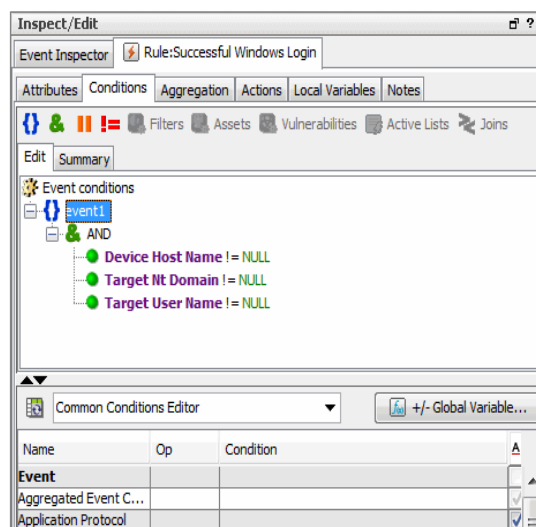 Inspect/Edit ?
Event Inspector Rule:Successful Windows Login
Attributes Conditions Aggregation Actions Local Variables Notes
{} & != Filters Assets Vulnerabilities Active Lists Joins
Edit Summary
Event conditions
{} event1
& AND
Device Host Name != NULL
Target Nt Domain != NULL
Target User Name != NULL
Common Conditions Editor +/- Global Variable...
Name Op Condition A
Event
Aggregated Event C...
Application Protocol